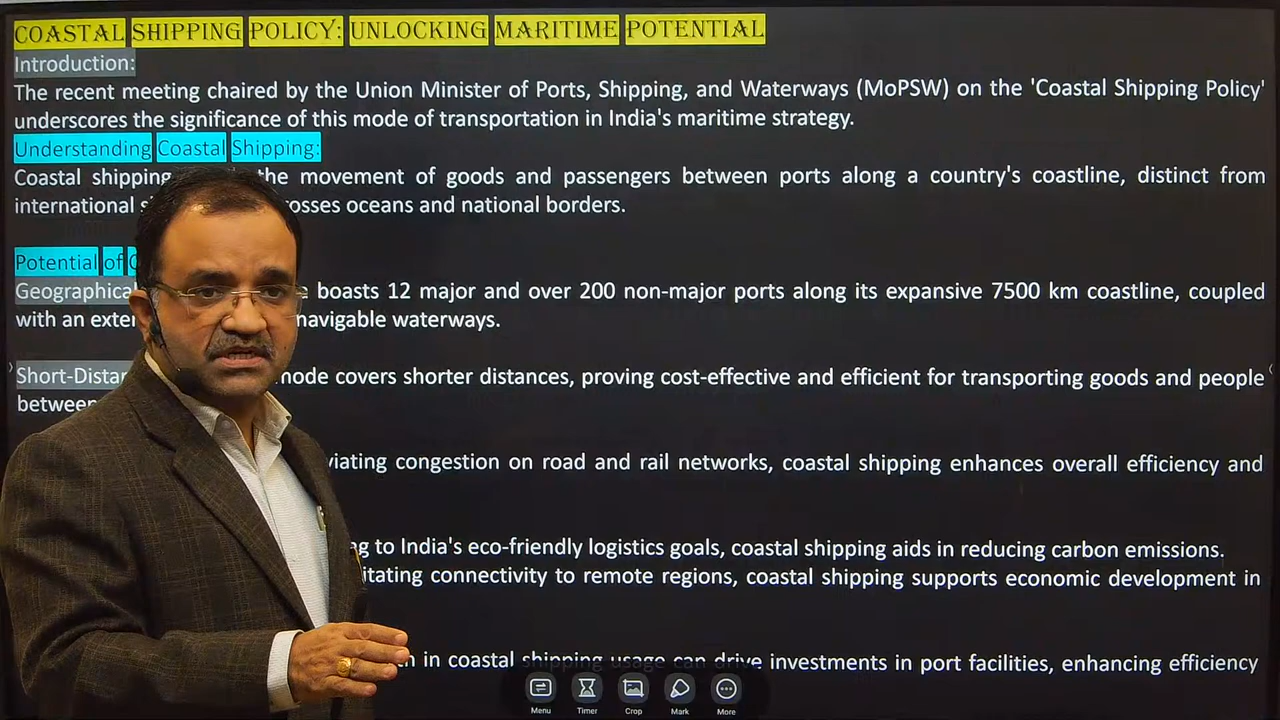 COASTAL SHIPPING POLICY: UNLOCKING MARITIME POTENTIAL
Introduction:
The recent meeting chaired by the Union Minister of Ports, Shipping, and Waterways (MoPSW) on the 'Coastal Shipping Policy'
underscores the significance of this mode of transportation in India's maritime strategy.
Understanding Coastal Shipping:
Coastal shipping the movement of goods and passengers between ports along a country's coastline, distinct from
international oceans and national borders.
Potential of
Geographical boasts 12 major and over 200 non-major ports along its expansive 7500 km coastline, coupled
with an navigable waterways.
mode covers shorter distances, proving cost-effective and efficient for transporting goods and people
between
congestion on road and rail networks, coastal shipping enhances overall efficiency and
to India's eco-friendly logistics goals, coastal shipping aids in reducing carbon emissions.
connectivity to remote regions, coastal shipping supports economic development in
in coastal shipping usage can drive investments in port facilities, enhancing efficiency
Menu Timer Crop Mark More